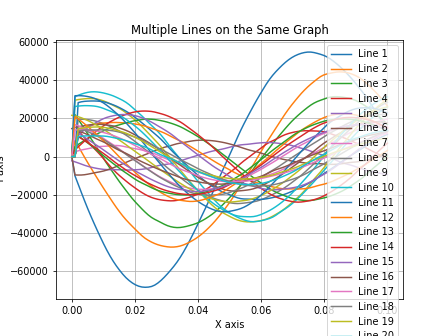 Multiple Lines on the Same Graph
60000
40000
20000
0
−20000
−40000
−60000
0.00
0.02
0.04
0.06
X axis
Line 1
Line 2
Line 3
Line 4
Line 5
Line 6
Line 7
Line 8
Line 9
Line 10
Line 11
Line 12
Line 13
Line 14
Line 15
Line 16
Line 17
Line 18
Line 19
Line 20